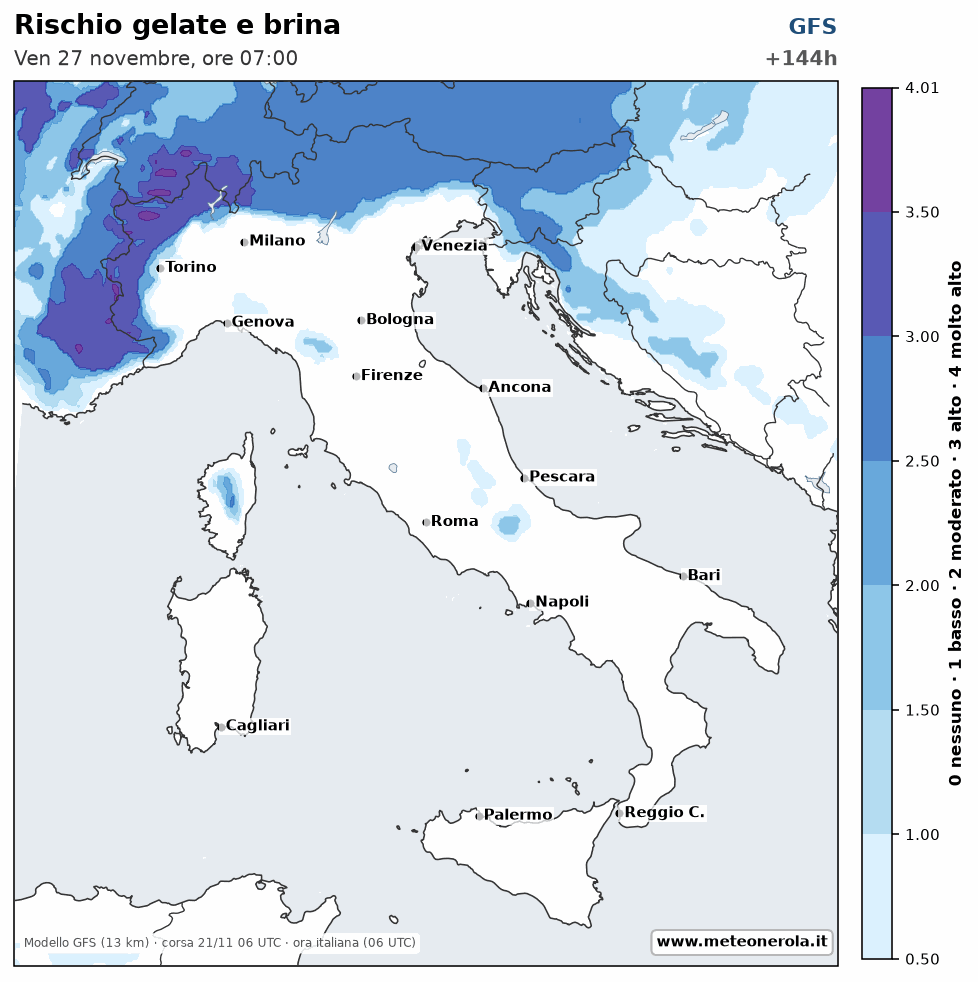 Rischio gelate e brina
GFS
Ven 27 novembre, ore 07:00
+144h
4.01
3.50
3.00
2.50
2.00
1.50
1.00
0.50
0 nessuno · 1 basso · 2 moderato · 3 alto · 4 molto alto
Milano
Venezia
Torino
Genova
Bologna
Firenze
Ancona
Pescara
Roma
Bari
Napoli
Cagliari
Palermo
Reggio C.
Modello GFS (13 km) · corsa 21/11 06 UTC · ora italiana (06 UTC)
www.meteonerola.it